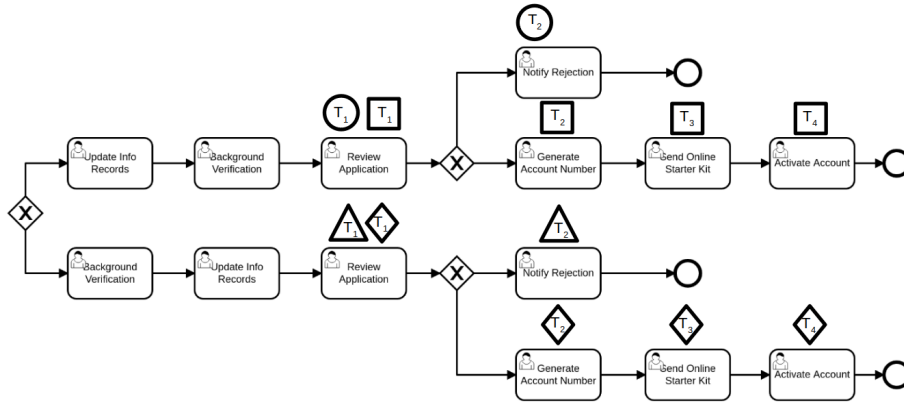 T2
Notify Rejection
T1
T1
T2
T3
T4
X
Update Info
Records
Background
Verification
Review
Application
X
Generate
Account Number
Send Online
Starter Kit
Activate Account
X
T1
T1
T2
Background
Verification
Update Info
Records
Review
Application
X
Notify Rejection
T2
T3
T4
Generate
Account Number
Send Online
Starter Kit
Activate Account